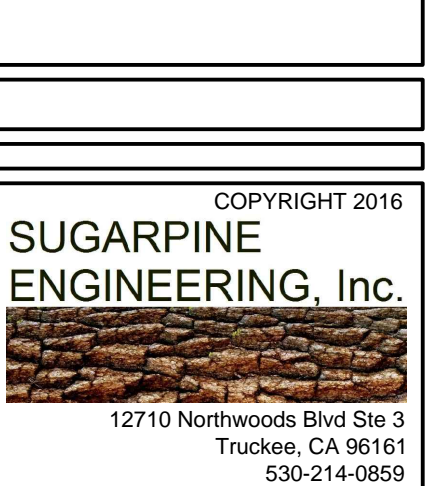 COPYRIGHT 2016
SUGARPINE
ENGINEERING, Inc.
12710 Northwoods Blvd Ste 3
Truckee, CA 96161
530-214-0859